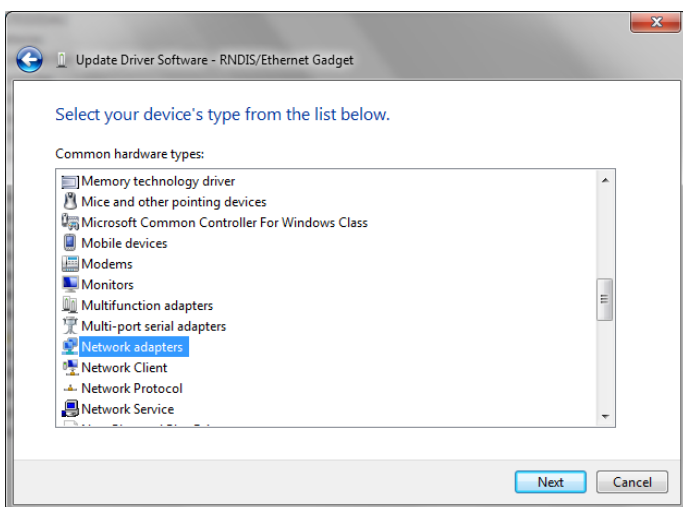 Update Driver Software - RNDIS/Ethernet Gadget
Select your device's type from the list below.
Common hardware types:
Memory technology driver
Mice and other pointing devices
Microsoft Common Controller For Windows Class
Mobile devices
Modems
Monitors
Multifunction adapters
Multi-port serial adapters
Network adapters
Network Client
Network Protocol
Network Service
Next
Cancel